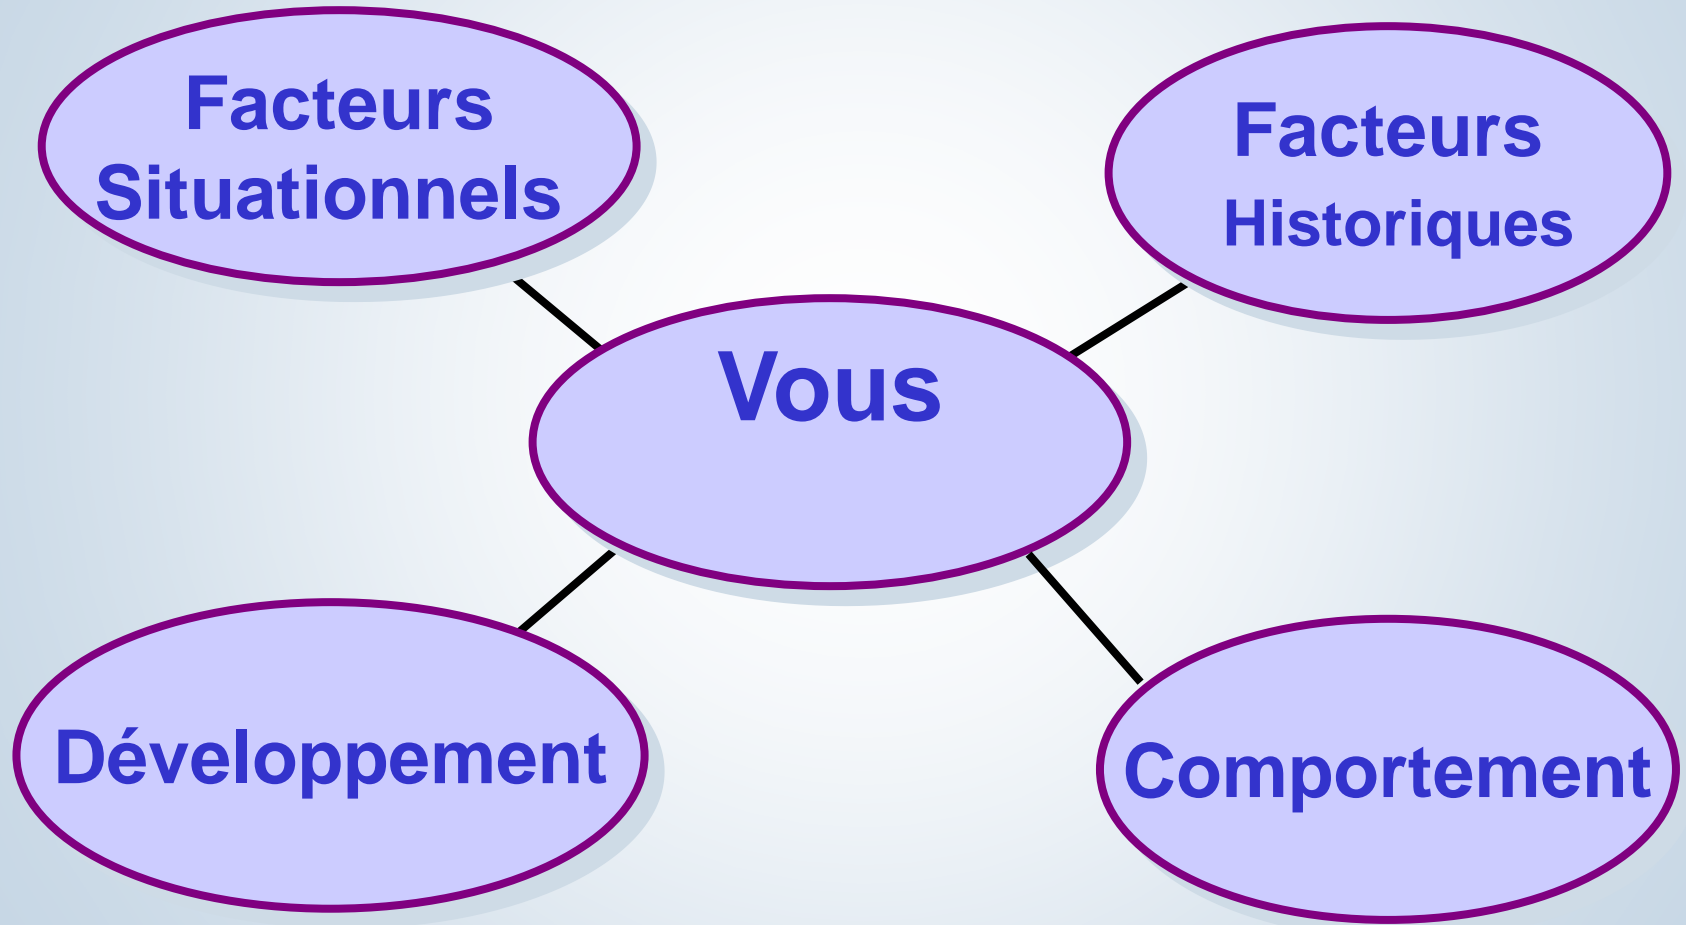 Facteurs
Situationnels
Facteurs
Historiques
Vous
Développement
Comportement